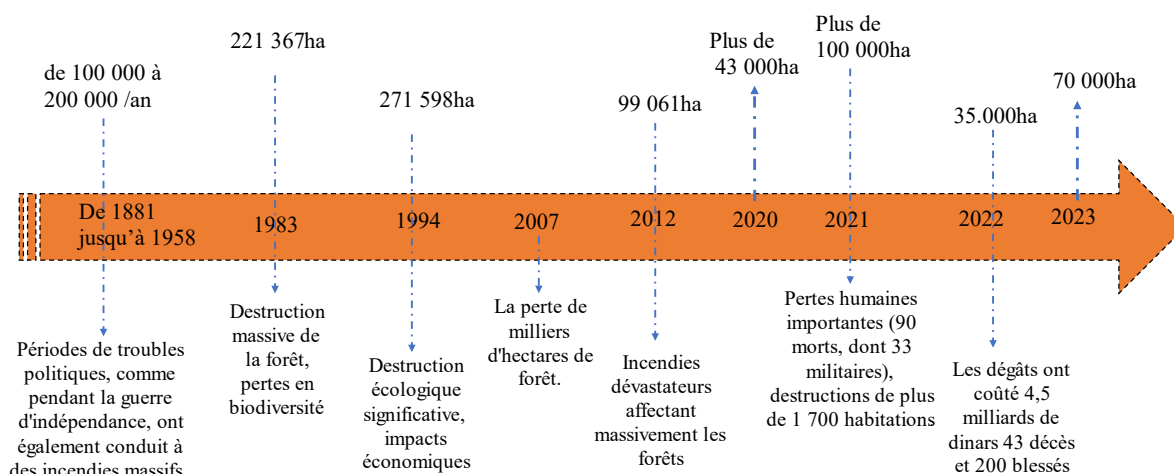 de 100 000 à
200 000 /an
221 367ha
271 598ha
99 061ha
Plus de
43 000ha
Plus de
100 000ha
35.000ha
70 000ha
De 1881
jusqu’à 1958
1983
1994
2007
2012
2020
2021
2022
2023
Périodes de troubles
politiques, comme
pendant la guerre
d'indépendance, ont
également conduit à
des incendies massifs
Destruction
massive de
la forêt,
pertes en
biodiversité
Destruction
écologique
significative,
impacts
économiques
La perte de
milliers
d'hectares de
forêt.
Incendies
dévastateurs
affectant
massivement les
forêts
Pertes humaines
importantes (90
morts, dont 33
militaires),
destructions de plus
de 1 700 habitations
Les dégâts ont
coûté 4,5
milliards de
dinars 43 décès
et 200 blessés